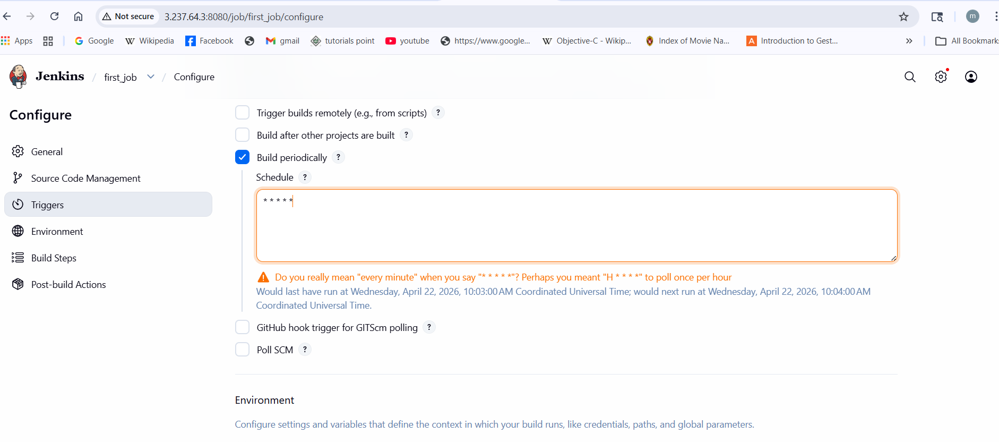 Not secure 3.237.64.3:8080/job/first_job/configure m
Apps Google Wikipedia Facebook gmail tutorials point youtube https://www.google... Objective-C - Wikip... Index of Movie Na... Introduction to Gest... » All Bookmarks
Jenkins / first_job / Configure
Configure
General
Source Code Management
Triggers
Environment
Build Steps
Post-build Actions
Trigger builds remotely (e.g., from scripts) ?
Build after other projects are built ?
Build periodically ?
Schedule ?
* * * * *
Do you really mean "every minute" when you say "* * * * *"? Perhaps you meant "H * * * *" to poll once per hour
Would last have run at Wednesday, April 22, 2026, 10:03:00 AM Coordinated Universal Time; would next run at Wednesday, April 22, 2026, 10:04:00 AM
Coordinated Universal Time.
GitHub hook trigger for GITScm polling ?
Poll SCM ?
Environment
Configure settings and variables that define the context in which your build runs, like credentials, paths, and global parameters.